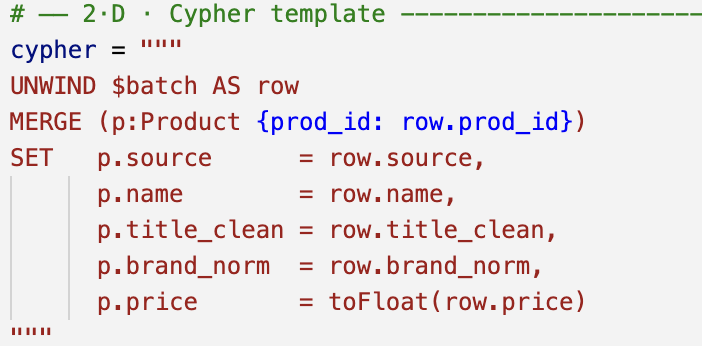 # —— 2·D · Cypher template ——————————————————————
cypher = """
UNWIND $batch AS row
MERGE (p:Product {prod_id: row.prod_id})
SET   p.source      = row.source,
      p.name        = row.name,
      p.title_clean = row.title_clean,
      p.brand_norm  = row.brand_norm,
      p.price       = toFloat(row.price)
"""